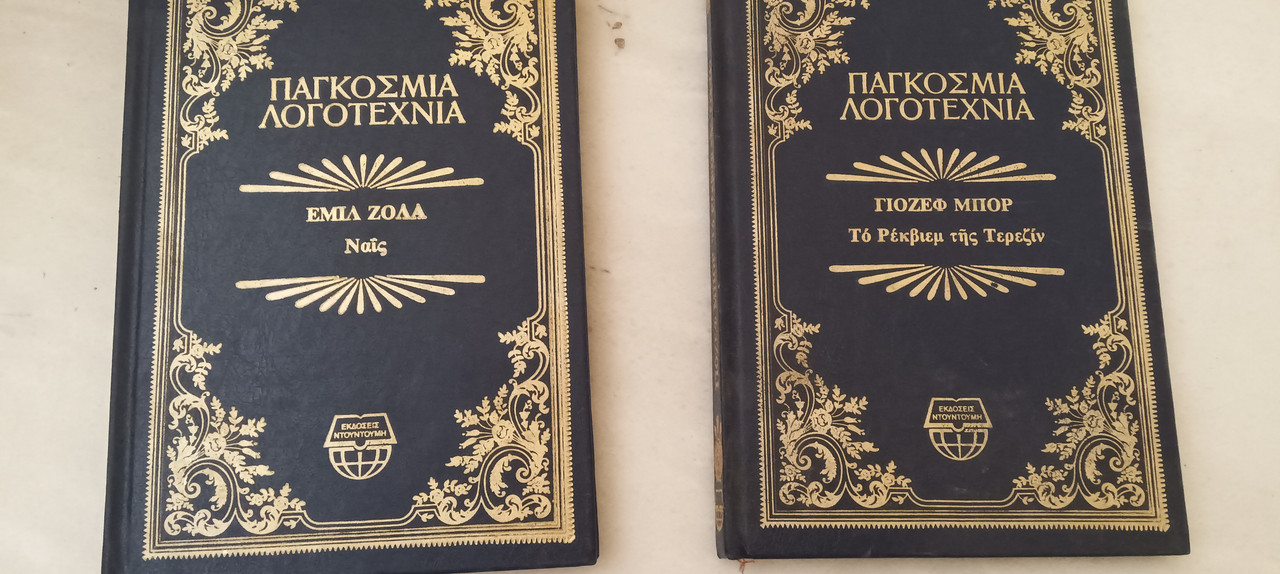 ΠΑΓΚΟΣΜΙΑ
ΛΟΓΟΤΕΧΝΙΑ
ΕΜΙΛ ΖΟΛΑ
Ναΐς
ΕΚΔΟΣΕΙΣ
ΝΤΟΥΝΤΟΥΜΗ
ΠΑΓΚΟΣΜΙΑ
ΛΟΓΟΤΕΧΝΙΑ
ΓΙΟΖΕΦ ΜΠΟΡ
Τό Ρέκβιεμ τῆς Τερεζίν
ΕΚΔΟΣΕΙΣ
ΝΤΟΥΝΤΟΥΜΗ